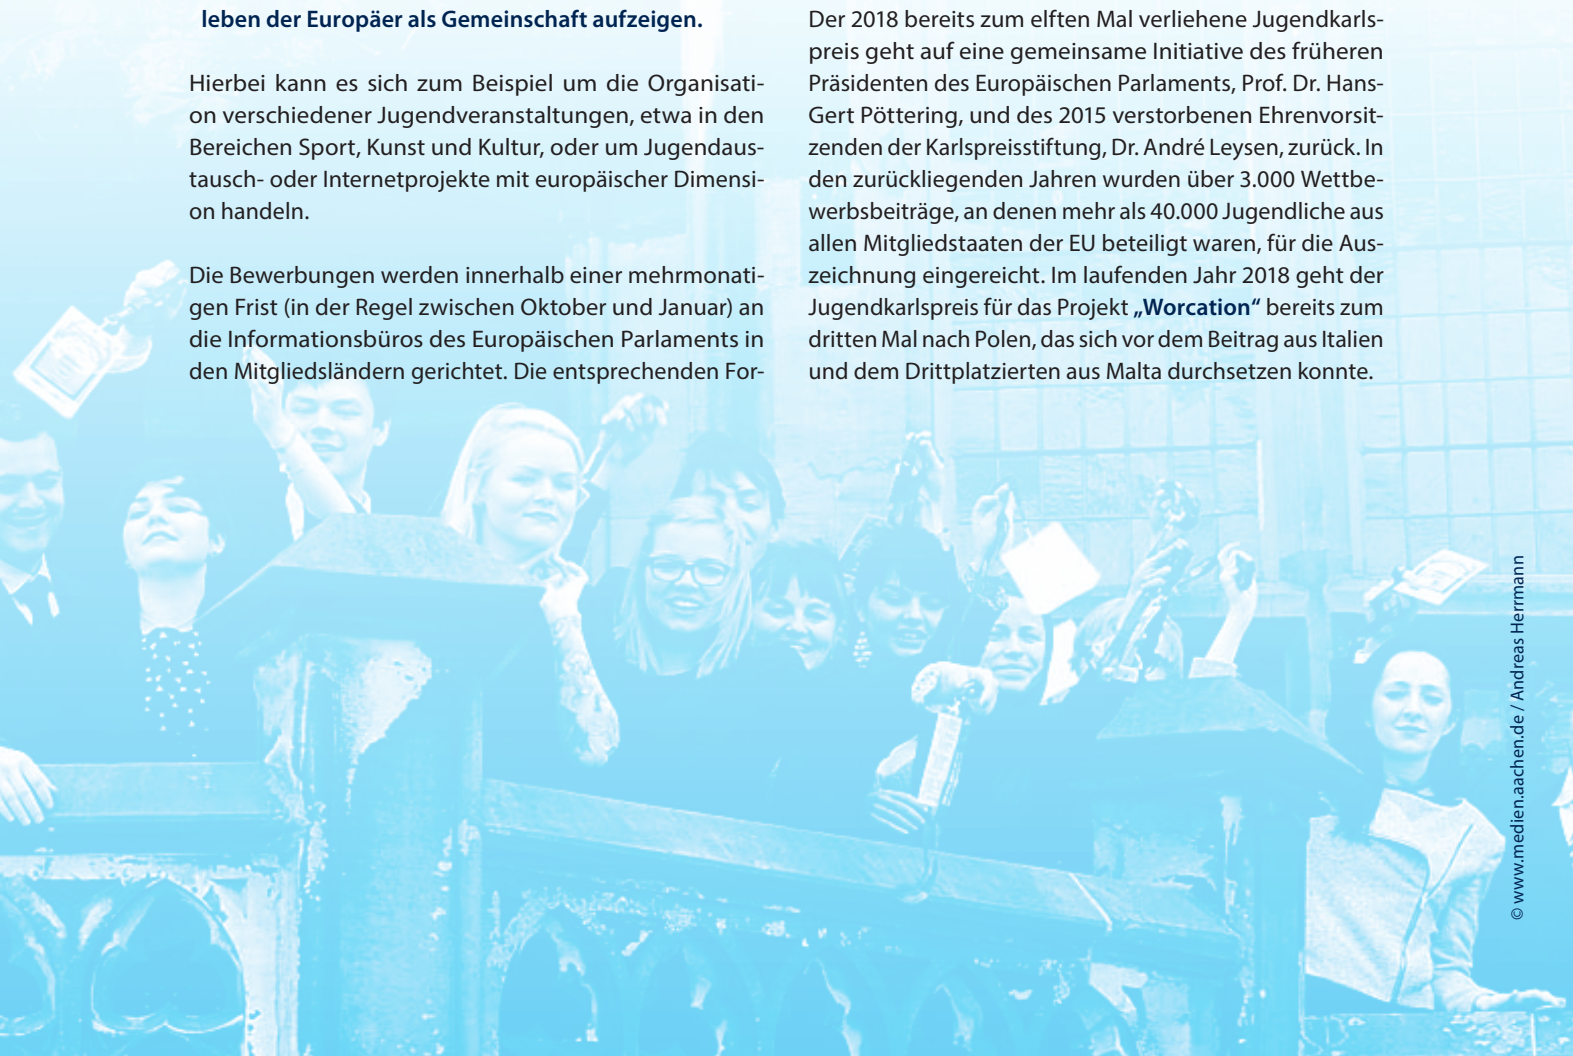 leben der Europäer als Gemeinschaft aufzeigen.
Hierbei kann es sich zum Beispiel um die Organisati-
on verschiedener Jugendveranstaltungen, etwa in den
Bereichen Sport, Kunst und Kultur, oder um Jugendaus-
tausch- oder Internetprojekte mit europäischer Dimensi-
on handeln.
Die Bewerbungen werden innerhalb einer mehrmonati-
gen Frist (in der Regel zwischen Oktober und Januar) an
die Informationsbüros des Europäischen Parlaments in
den Mitgliedsländern gerichtet. Die entsprechenden For-
Der 2018 bereits zum elften Mal verliehene Jugendkarls-
preis geht auf eine gemeinsame Initiative des früheren
Präsidenten des Europäischen Parlaments, Prof. Dr. Hans-
Gert Pöttering, und des 2015 verstorbenen Ehrenvorsit-
zenden der Karlspreisstiftung, Dr. André Leysen, zurück. In
den zurückliegenden Jahren wurden über 3.000 Wettbe-
werbsbeiträge, an denen mehr als 40.000 Jugendliche aus
allen Mitgliedstaaten der EU beteiligt waren, für die Aus-
zeichnung eingereicht. Im laufenden Jahr 2018 geht der
Jugendkarlspreis für das Projekt „Worcation“ bereits zum
dritten Mal nach Polen, das sich vor dem Beitrag aus Italien
und dem Drittplatzierten aus Malta durchsetzen konnte.
© www.medien.aachen.de / Andreas Herrmann